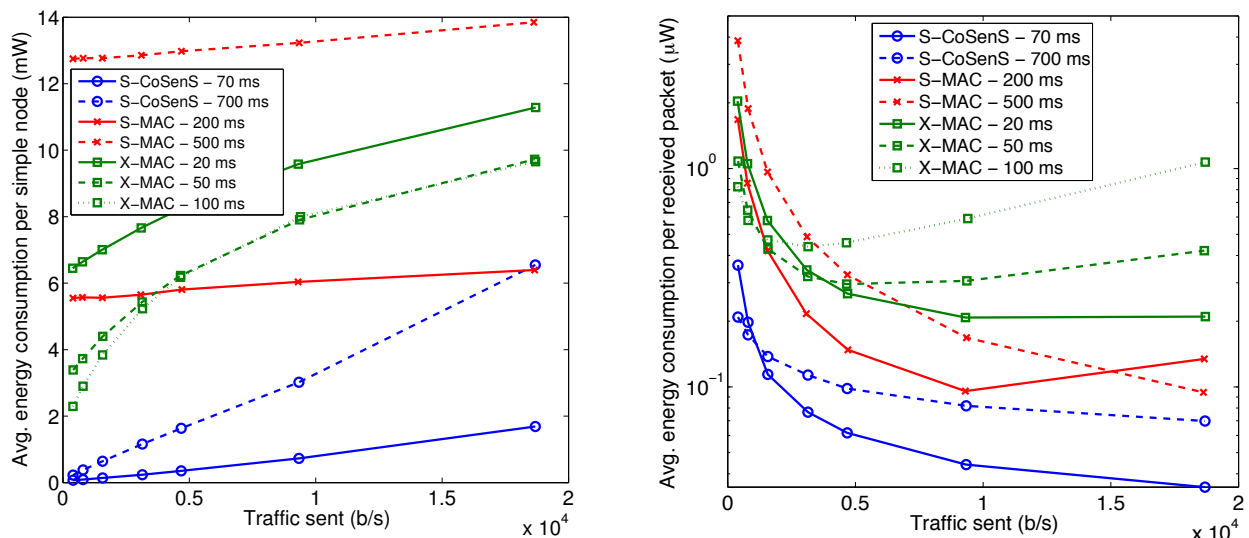 Avg. energy consumption per simple node (mW)
14
12
10
8
6
4
2
0
S−CoSenS − 70 ms
S−CoSenS − 700 ms
S−MAC − 200 ms
S−MAC − 500 ms
X−MAC − 20 ms
X−MAC − 50 ms
X−MAC − 100 ms
0 0.5 1 1.5 2
x 10^4
Traffic sent (b/s)
Avg. energy consumption per received packet (μW)
10^0
10^−1
S−CoSenS − 70 ms
S−CoSenS − 700 ms
S−MAC − 200 ms
S−MAC − 500 ms
X−MAC − 20 ms
X−MAC − 50 ms
X−MAC − 100 ms
0 0.5 1 1.5 2
x 10^4
Traffic sent (b/s)